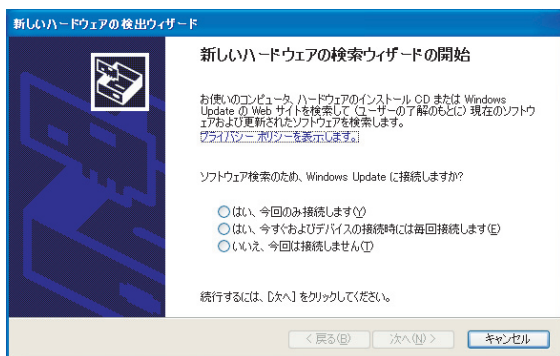 新しいハードウェアの検出ウィザード
新しいハードウェアの検索ウィザードの開始
お使いのコンピュータ、ハードウェアのインストール CD または Windows
Update の Web サイトを検索して (ユーザーの了解のもとに) 現在のソフトウ
ェアおよび更新されたソフトウェアを検索します。
プライバシー ポリシーを表示します。
ソフトウェア検索のため、Windows Update に接続しますか?
はい、今回のみ接続します(Y)
はい、今すぐおよびデバイスの接続時には毎回接続します(E)
いいえ、今回は接続しません(T)
続行するには、[次へ] をクリックしてください。
< 戻る(B) 次へ(N) > キャンセル